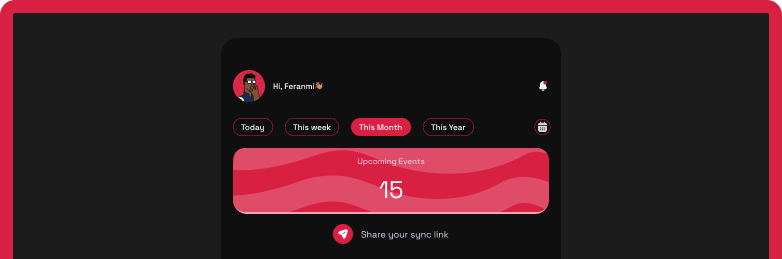 Hi, Feranmi👋🏽
Today This week This Month This Year
Upcoming Events
15
Share your sync link